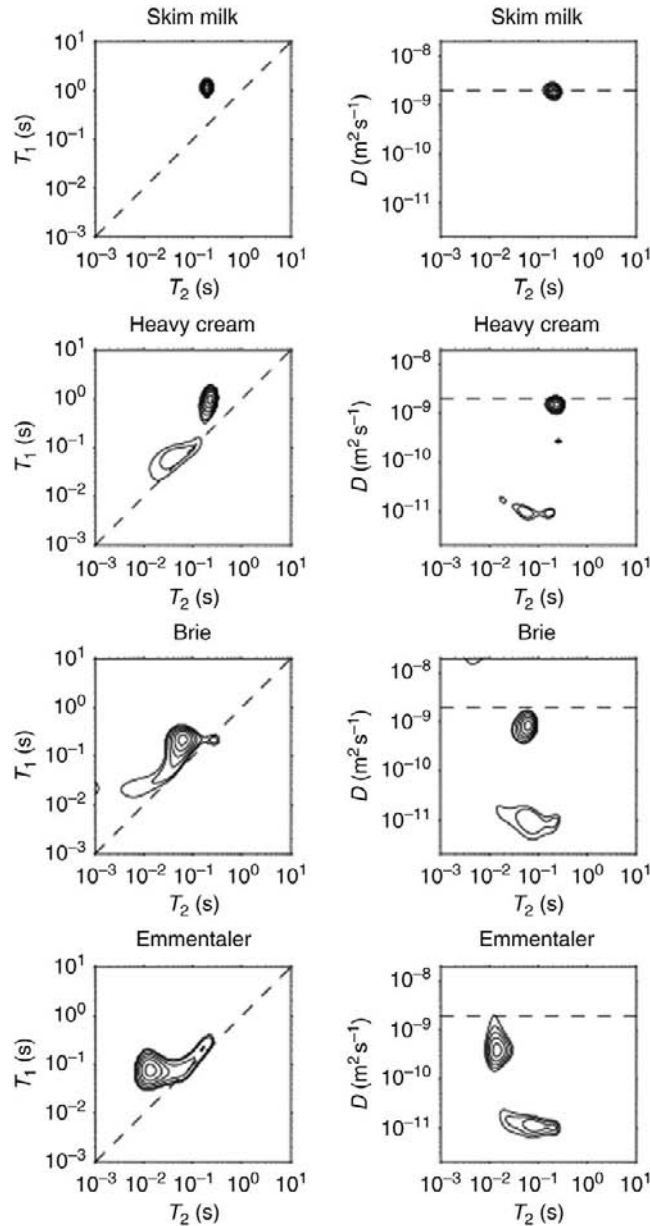 Skim milk
10¹
10⁰
10⁻¹
10⁻²
10⁻³
T₁ (s)
10⁻³ 10⁻² 10⁻¹ 10⁰ 10¹
T₂ (s)
Skim milk
10⁻⁸
10⁻⁹
10⁻¹⁰
10⁻¹¹
D (m² s⁻¹)
10⁻³ 10⁻² 10⁻¹ 10⁰ 10¹
T₂ (s)
Heavy cream
10¹
10⁰
10⁻¹
10⁻²
10⁻³
T₁ (s)
10⁻³ 10⁻² 10⁻¹ 10⁰ 10¹
T₂ (s)
Heavy cream
10⁻⁸
10⁻⁹
10⁻¹⁰
10⁻¹¹
D (m² s⁻¹)
10⁻³ 10⁻² 10⁻¹ 10⁰ 10¹
T₂ (s)
Brie
10¹
10⁰
10⁻¹
10⁻²
10⁻³
T₁ (s)
10⁻³ 10⁻² 10⁻¹ 10⁰ 10¹
T₂ (s)
Brie
10⁻⁸
10⁻⁹
10⁻¹⁰
10⁻¹¹
D (m² s⁻¹)
10⁻³ 10⁻² 10⁻¹ 10⁰ 10¹
T₂ (s)
Emmentaler
10¹
10⁰
10⁻¹
10⁻²
10⁻³
T₁ (s)
10⁻³ 10⁻² 10⁻¹ 10⁰ 10¹
T₂ (s)
Emmentaler
10⁻⁸
10⁻⁹
10⁻¹⁰
10⁻¹¹
D (m² s⁻¹)
10⁻³ 10⁻² 10⁻¹ 10⁰ 10¹
T₂ (s)